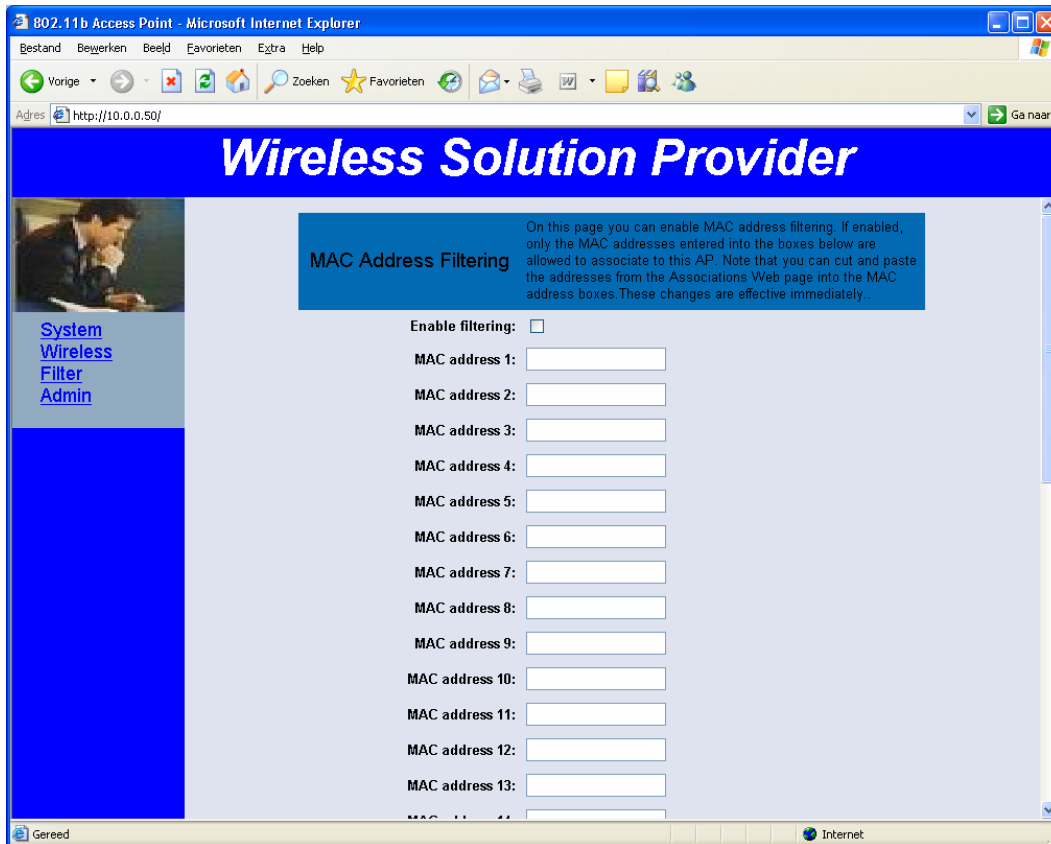 802.11b Access Point - Microsoft Internet Explorer
Bestand Bewerken Beeld Favorieten Extra Help
Vorige Zoeken Favorieten
Adres http://10.0.0.50/ Ga naar
Wireless Solution Provider
MAC Address Filtering
On this page you can enable MAC address filtering. If enabled,
only the MAC addresses entered into the boxes below are
allowed to associate to this AP. Note that you can cut and paste
the addresses from the Associations Web page into the MAC
address boxes.These changes are effective immediately..
System
Wireless
Filter
Admin
Enable filtering:
MAC address 1:
MAC address 2:
MAC address 3:
MAC address 4:
MAC address 5:
MAC address 6:
MAC address 7:
MAC address 8:
MAC address 9:
MAC address 10:
MAC address 11:
MAC address 12:
MAC address 13:
Gereed Internet